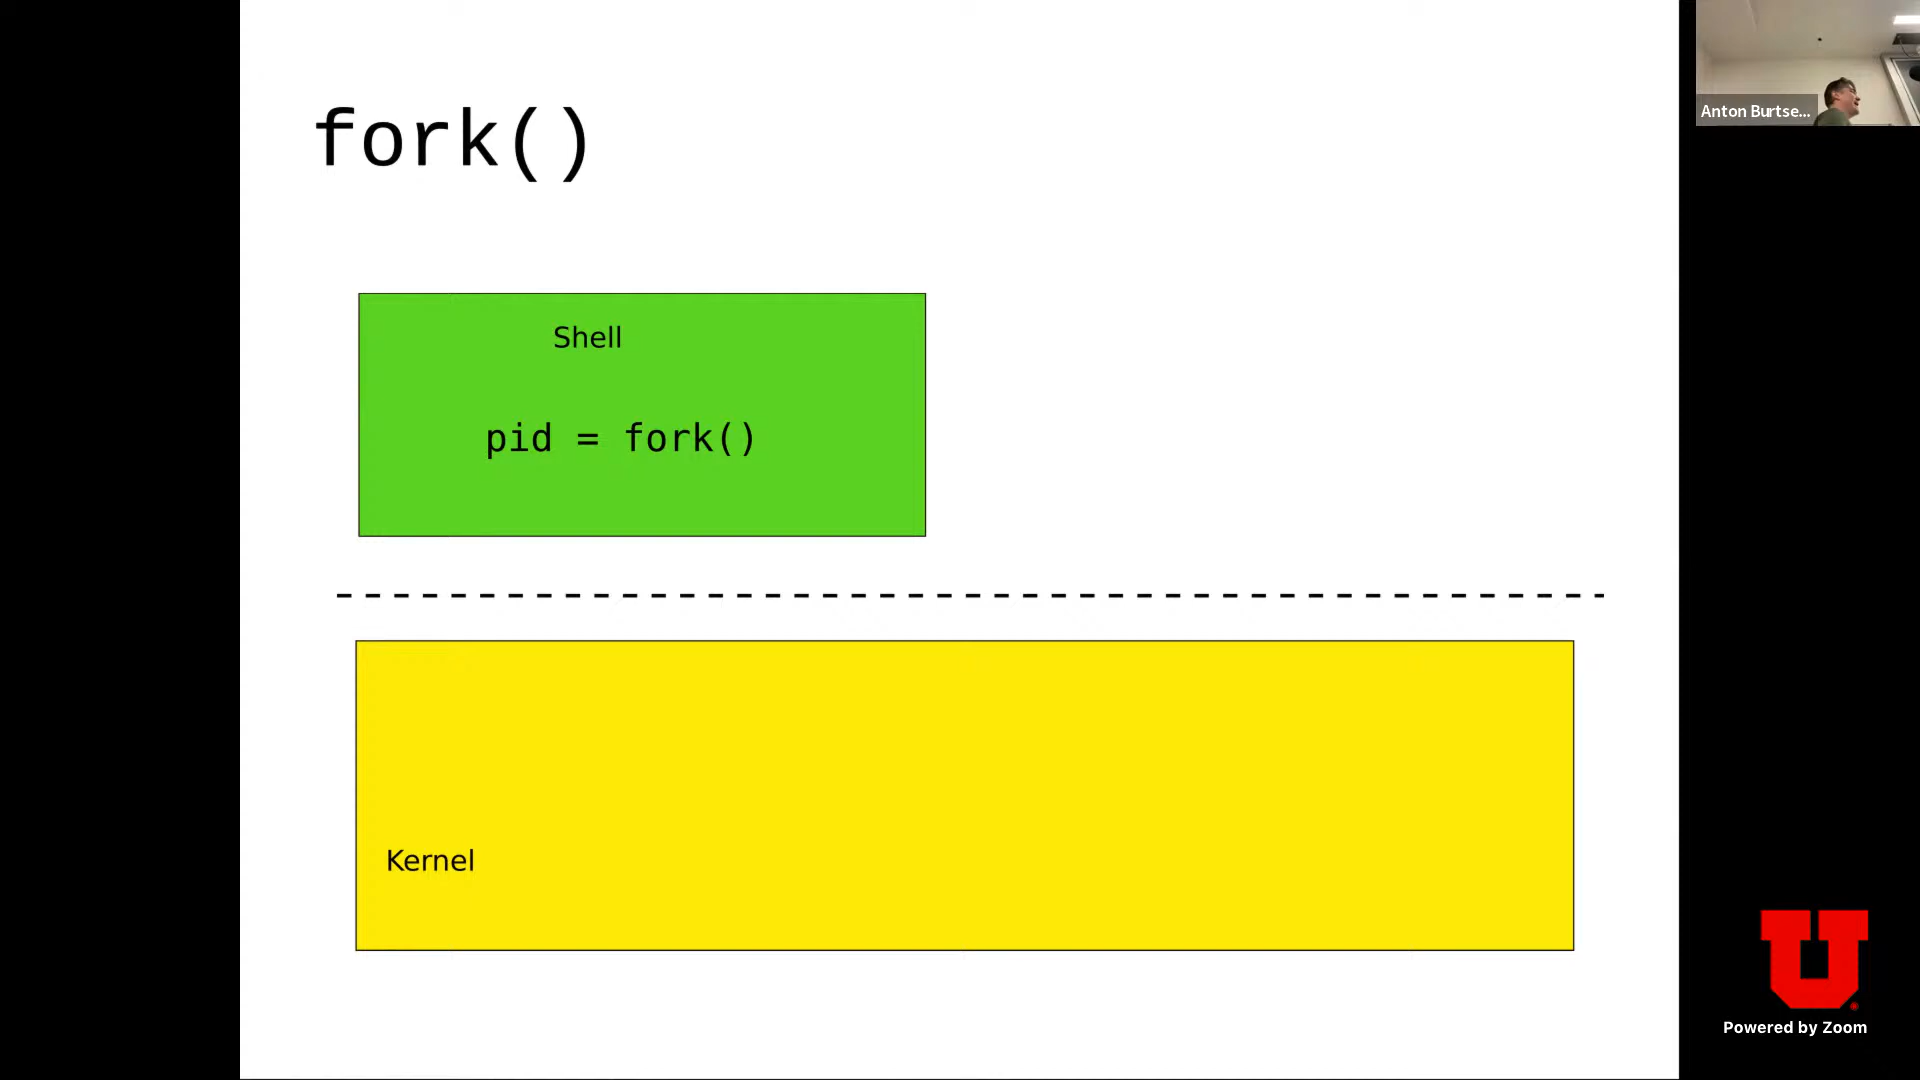 fork()
Shell
pid = fork()
Kernel
Anton Burtse...
U
Powered by Zoom